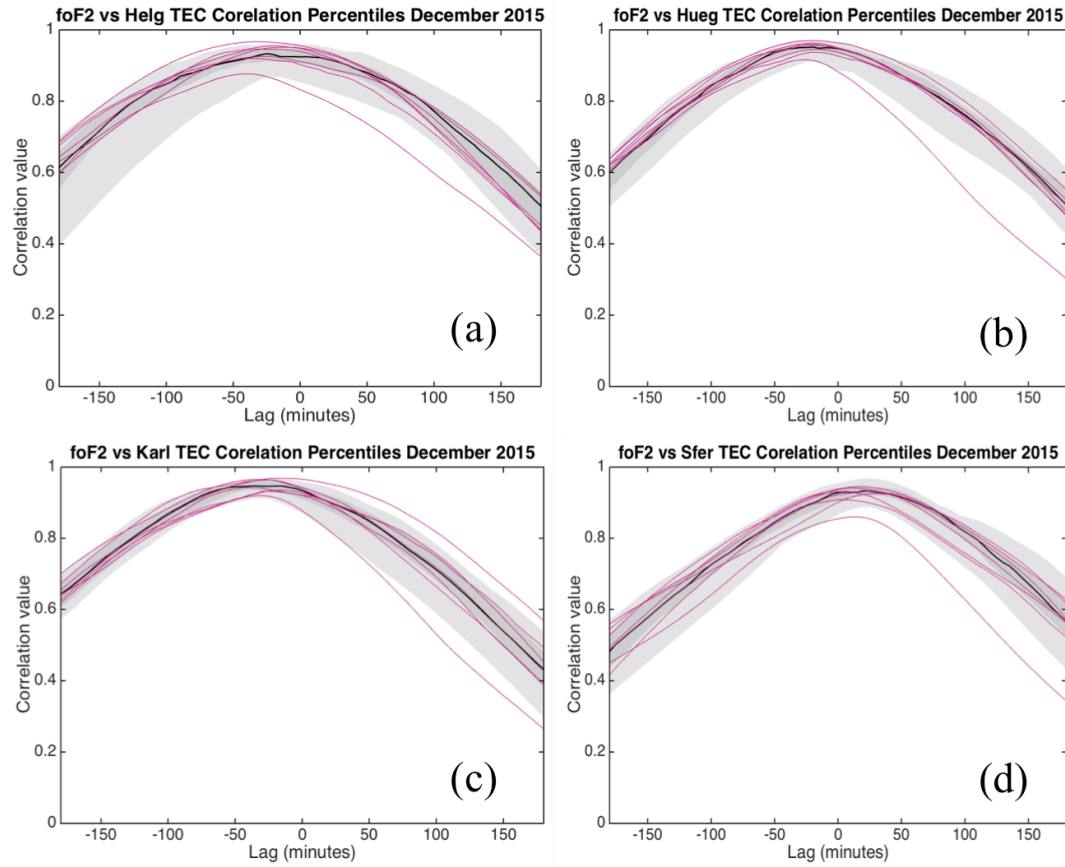 foF2 vs Helg TEC Corelation Percentiles December 2015
1
0.8
0.6
0.4
0.2
0
Correlation value
(a)
-150 -100 -50 0 50 100 150
Lag (minutes)
foF2 vs Hueg TEC Corelation Percentiles December 2015
1
0.8
0.6
0.4
0.2
0
Correlation value
(b)
-150 -100 -50 0 50 100 150
Lag (minutes)
foF2 vs Karl TEC Corelation Percentiles December 2015
1
0.8
0.6
0.4
0.2
0
Correlation value
(c)
-150 -100 -50 0 50 100 150
Lag (minutes)
foF2 vs Sfer TEC Corelation Percentiles December 2015
1
0.8
0.6
0.4
0.2
0
Correlation value
(d)
-150 -100 -50 0 50 100 150
Lag (minutes)